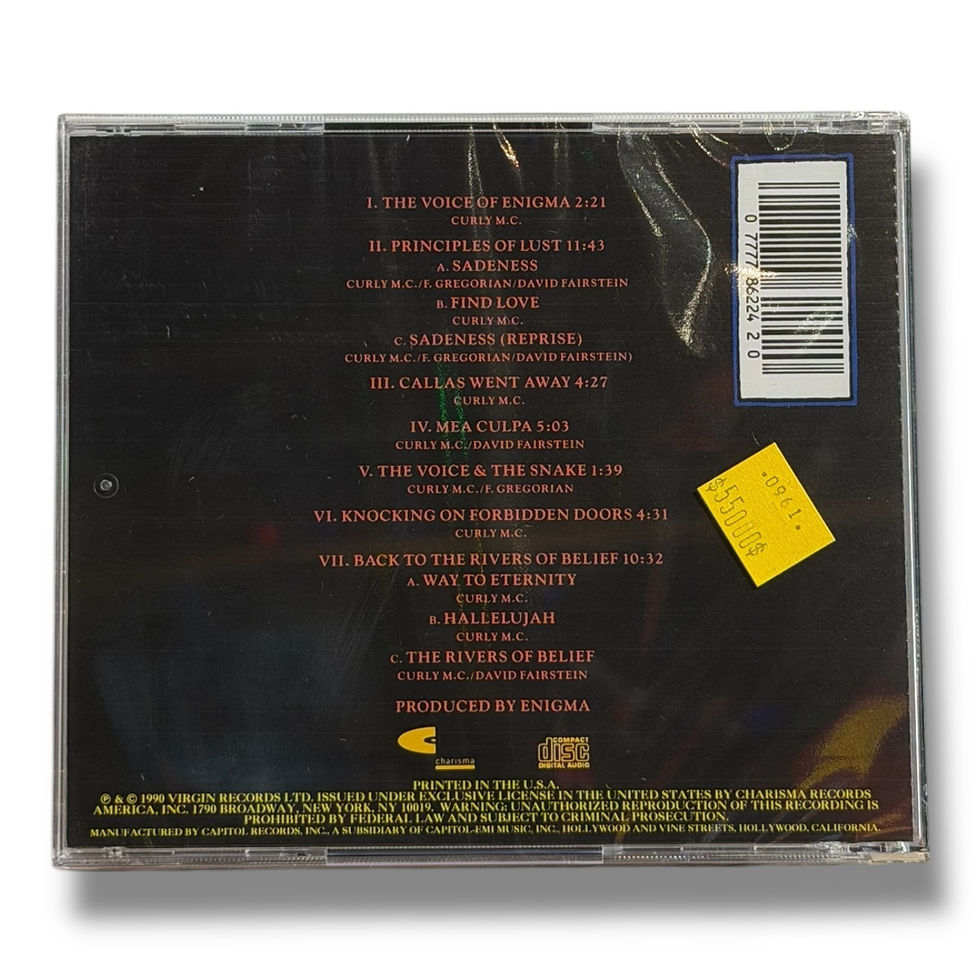 I. THE VOICE OF ENIGMA 2:21
CURLY M.C.
II. PRINCIPLES OF LUST 11:43
A. SADENESS
CURLY M.C./F. GREGORIAN/DAVID FAIRSTEIN
B. FIND LOVE
CURLY M.C.
C. SADENESS (REPRISE)
CURLY M.C./F. GREGORIAN/DAVID FAIRSTEIN)
III. CALLAS WENT AWAY 4:27
CURLY M.C.
IV. MEA CULPA 5:03
CURLY M.C./DAVID FAIRSTEIN
V. THE VOICE & THE SNAKE 1:39
CURLY M.C./F. GREGORIAN
VI. KNOCKING ON FORBIDDEN DOORS 4:31
CURLY M.C.
VII. BACK TO THE RIVERS OF BELIEF 10:32
A. WAY TO ETERNITY
CURLY M.C.
B. HALLELUJAH
CURLY M.C.
C. THE RIVERS OF BELIEF
CURLY M.C./DAVID FAIRSTEIN
PRODUCED BY ENIGMA
charisma
COMPACT
disc
DIGITAL AUDIO
PRINTED IN THE U.S.A.
℗ & © 1990 VIRGIN RECORDS LTD. ISSUED UNDER EXCLUSIVE LICENSE IN THE UNITED STATES BY CHARISMA RECORDS
AMERICA, INC. 1790 BROADWAY, NEW YORK, NY 10019. WARNING: UNAUTHORIZED REPRODUCTION OF THIS RECORDING IS
PROHIBITED BY FEDERAL LAW AND SUBJECT TO CRIMINAL PROSECUTION.
MANUFACTURED BY CAPITOL RECORDS, INC., A SUBSIDIARY OF CAPITOL-EMI MUSIC, INC., HOLLYWOOD AND VINE STREETS, HOLLYWOOD, CALIFORNIA.
0 7777 86224 2 0
.0961.
$55000$